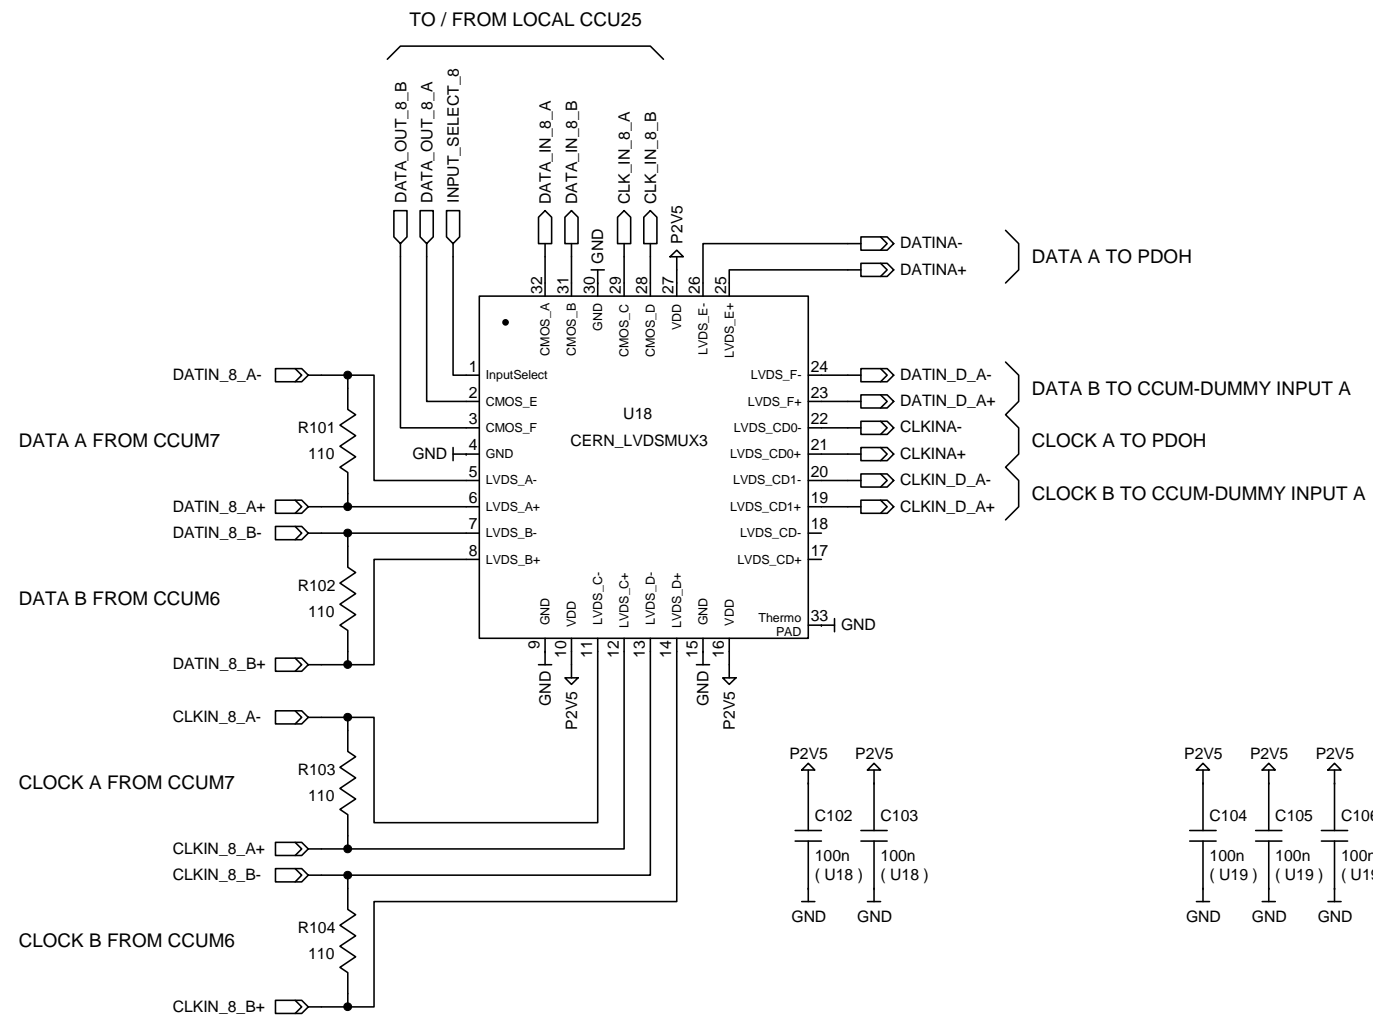 TO / FROM LOCAL CCU25
DATA_OUT_8_B
DATA_OUT_8_A
INPUT_SELECT_8
DATA_IN_8_A
DATA_IN_8_B
GND
CLK_IN_8_A
CLK_IN_8_B
P2V5
32
31
30
29
28
27
26
25
CMOS_A
CMOS_B
GND
CMOS_C
CMOS_D
VDD
LVDS_E-
LVDS_E+
DATINA-
DATINA+
DATA A TO PDOH
DATIN_8_A-
R101
110
DATA A FROM CCUM7
DATIN_8_A+
DATIN_8_B-
R102
110
DATA B FROM CCUM6
DATIN_8_B+
1
InputSelect
2
CMOS_E
3
CMOS_F
GND
4
GND
5
LVDS_A-
6
LVDS_A+
7
LVDS_B-
8
LVDS_B+
U18
CERN_LVDSMUX3
LVDS_F-
24
DATIN_D_A-
LVDS_F+
23
DATIN_D_A+
DATA B TO CCUM-DUMMY INPUT A
LVDS_CD0-
22
CLKINA-
LVDS_CD0+
21
CLKINA+
CLOCK A TO PDOH
LVDS_CD1-
20
CLKIN_D_A-
LVDS_CD1+
19
CLKIN_D_A+
CLOCK B TO CCUM-DUMMY INPUT A
LVDS_CD-
18
LVDS_CD+
17
Thermo
PAD
33
GND
GND
VDD
LVDS_C-
LVDS_C+
LVDS_D-
LVDS_D+
GND
VDD
9
10
11
12
13
14
15
16
GND
P2V5
GND
P2V5
CLKIN_8_A-
R103
110
CLOCK A FROM CCUM7
CLKIN_8_A+
CLKIN_8_B-
R104
110
CLOCK B FROM CCUM6
CLKIN_8_B+
P2V5
C102
100n
( U18 )
GND
P2V5
C103
100n
( U18 )
GND
P2V5
C104
100n
( U19 )
GND
P2V5
C105
100n
( U19 )
GND
P2V5
GND